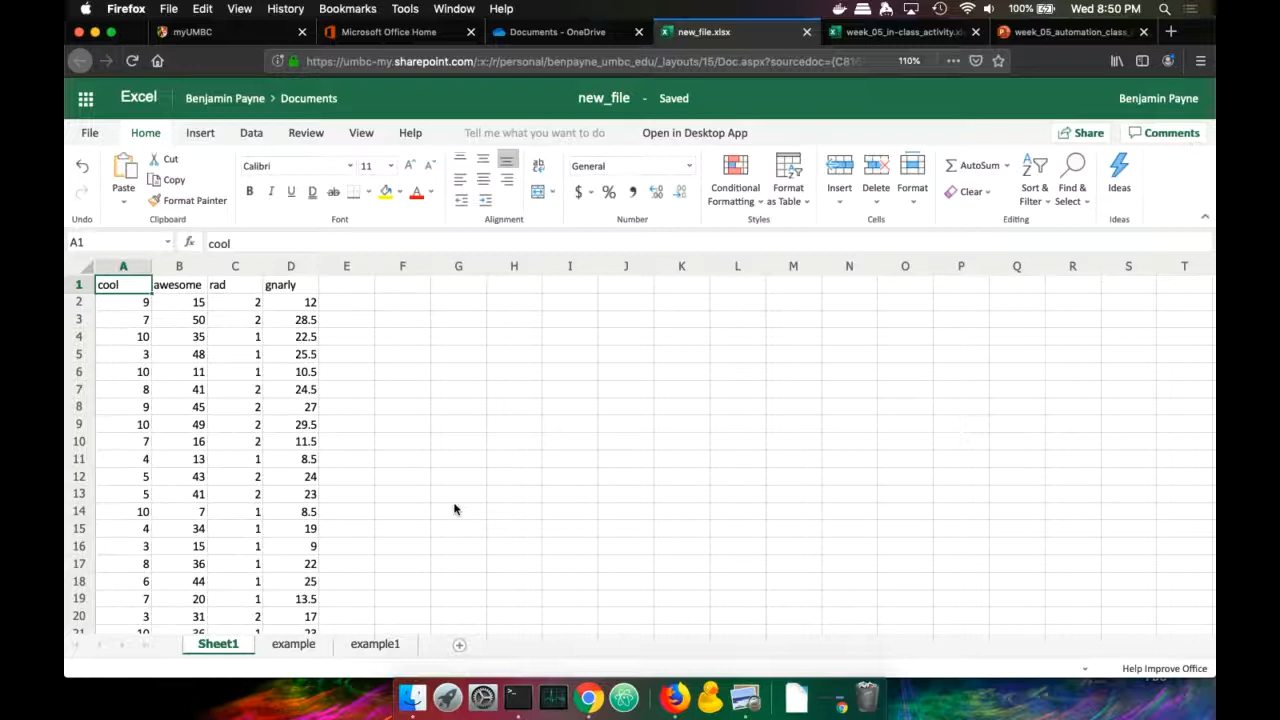 Firefox File Edit View History Bookmarks Tools Window Help 100% Wed 8:50 PM
myUMBC Microsoft Office Home Documents - OneDrive new_file.xlsx week_05_in-class_activity.x week_05_automation_class_
https://umbc-my.sharepoint.com/:x:/r/personal/benpayne_umbc_edu/_layouts/15/Doc.aspx?sourcedoc={C816 110%
Excel Benjamin Payne > Documents new_file - Saved Benjamin Payne
File Home Insert Data Review View Help Tell me what you want to do Open in Desktop App Share Comments
Paste Cut Copy Format Painter Calibri 11 General AutoSum Clear
B I U D ab A $ % ,
Conditional Formatting Format as Table Insert Delete Format Sort & Filter Find & Select Ideas
Undo Clipboard Font Alignment Number Styles Cells Editing Ideas
A1 fx cool
A B C D E F G H I J K L M N O P Q R S T
1 cool awesome rad gnarly
2 9 15 2 12
3 7 50 2 28.5
4 10 35 1 22.5
5 3 48 1 25.5
6 10 11 1 10.5
7 8 41 2 24.5
8 9 45 2 27
9 10 49 2 29.5
10 7 16 2 11.5
11 4 13 1 8.5
12 5 43 2 24
13 5 41 2 23
14 10 7 1 8.5
15 4 34 1 19
16 3 15 1 9
17 8 36 1 22
18 6 44 1 25
19 7 20 1 13.5
20 3 31 2 17
21 10 36 1 23
Sheet1 example example1
Help Improve Office